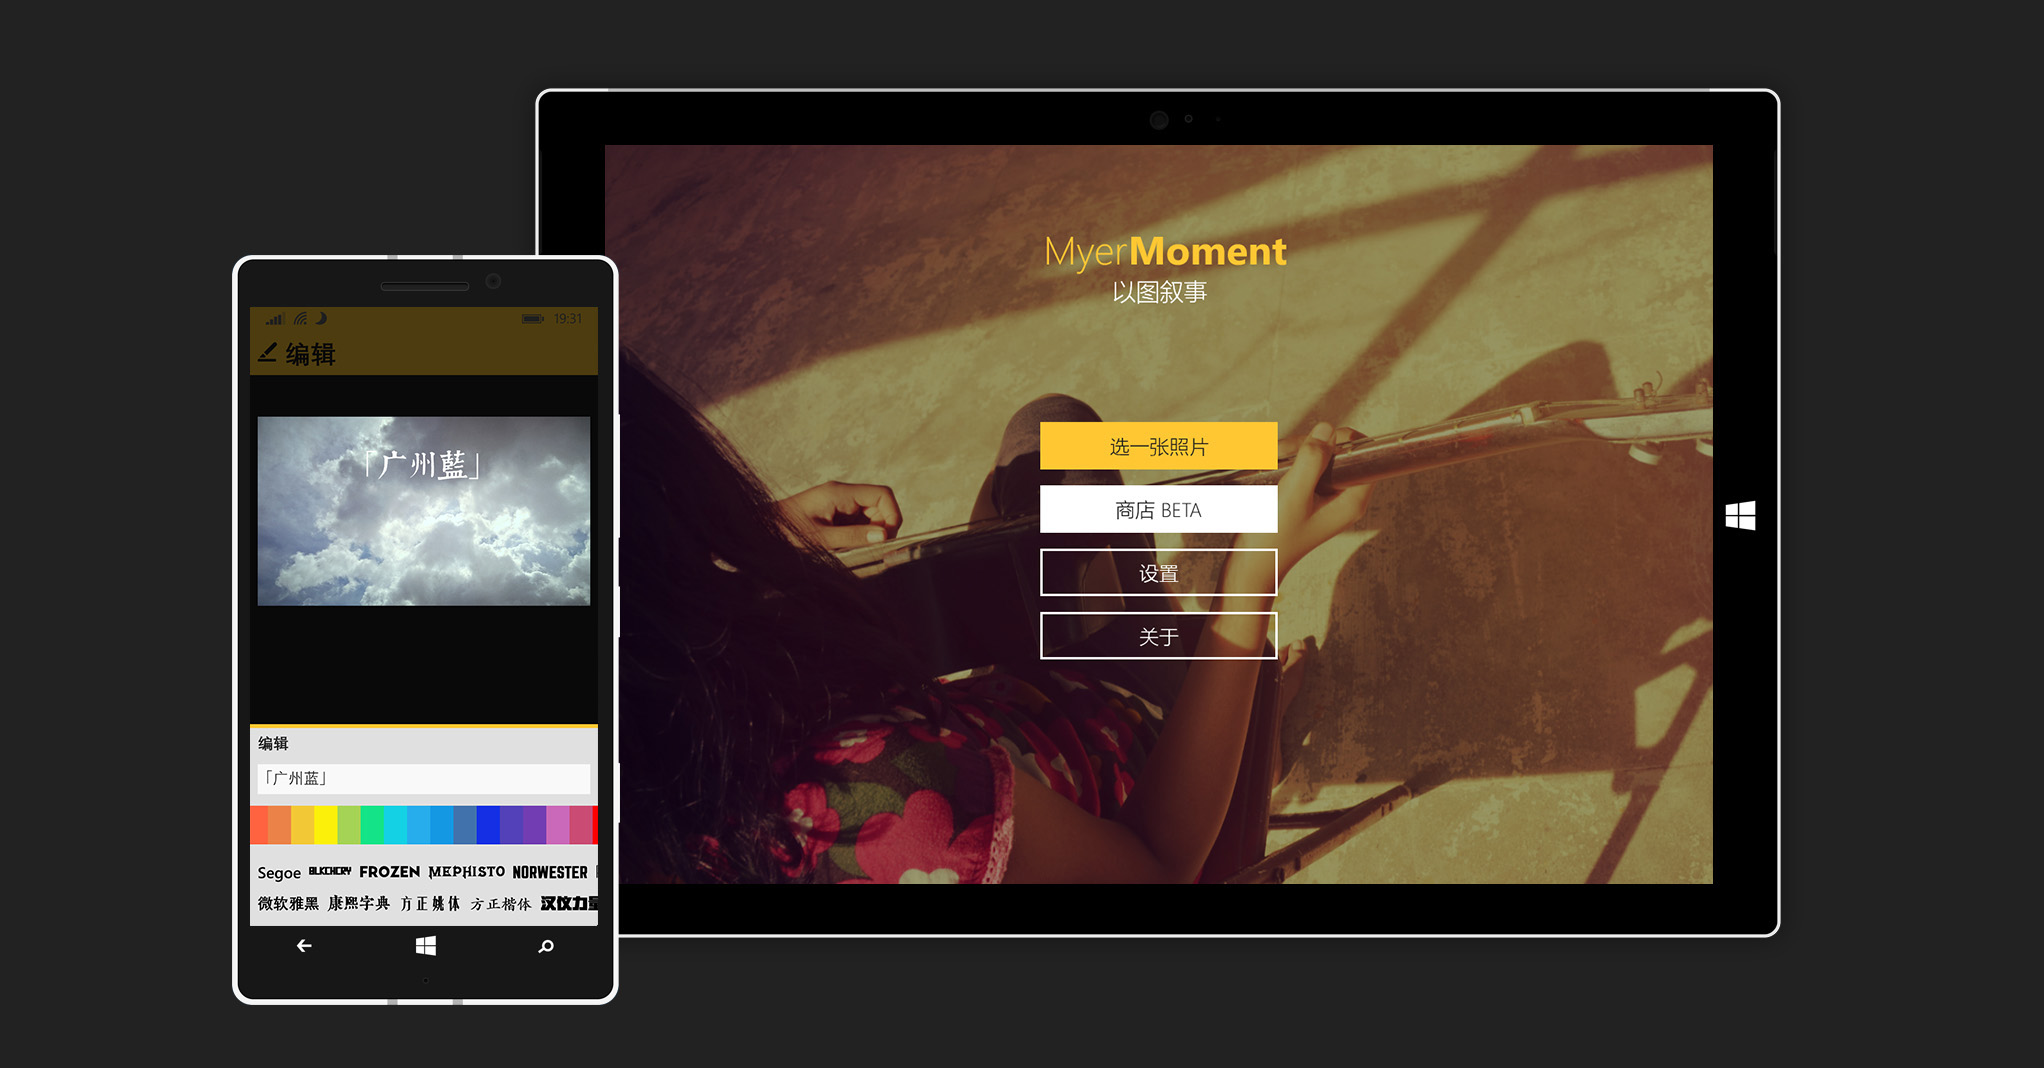 MyerMoment
以图叙事
选一张照片
商店 BETA
设置
关于
19:31
编辑
「广州藍」
编辑
「广州蓝」
Segoe BLKCHCRY FROZEN MEPHISTO NORWESTER
微软雅黑 康熙字典 方正姚体 方正楷体 汉仪力量